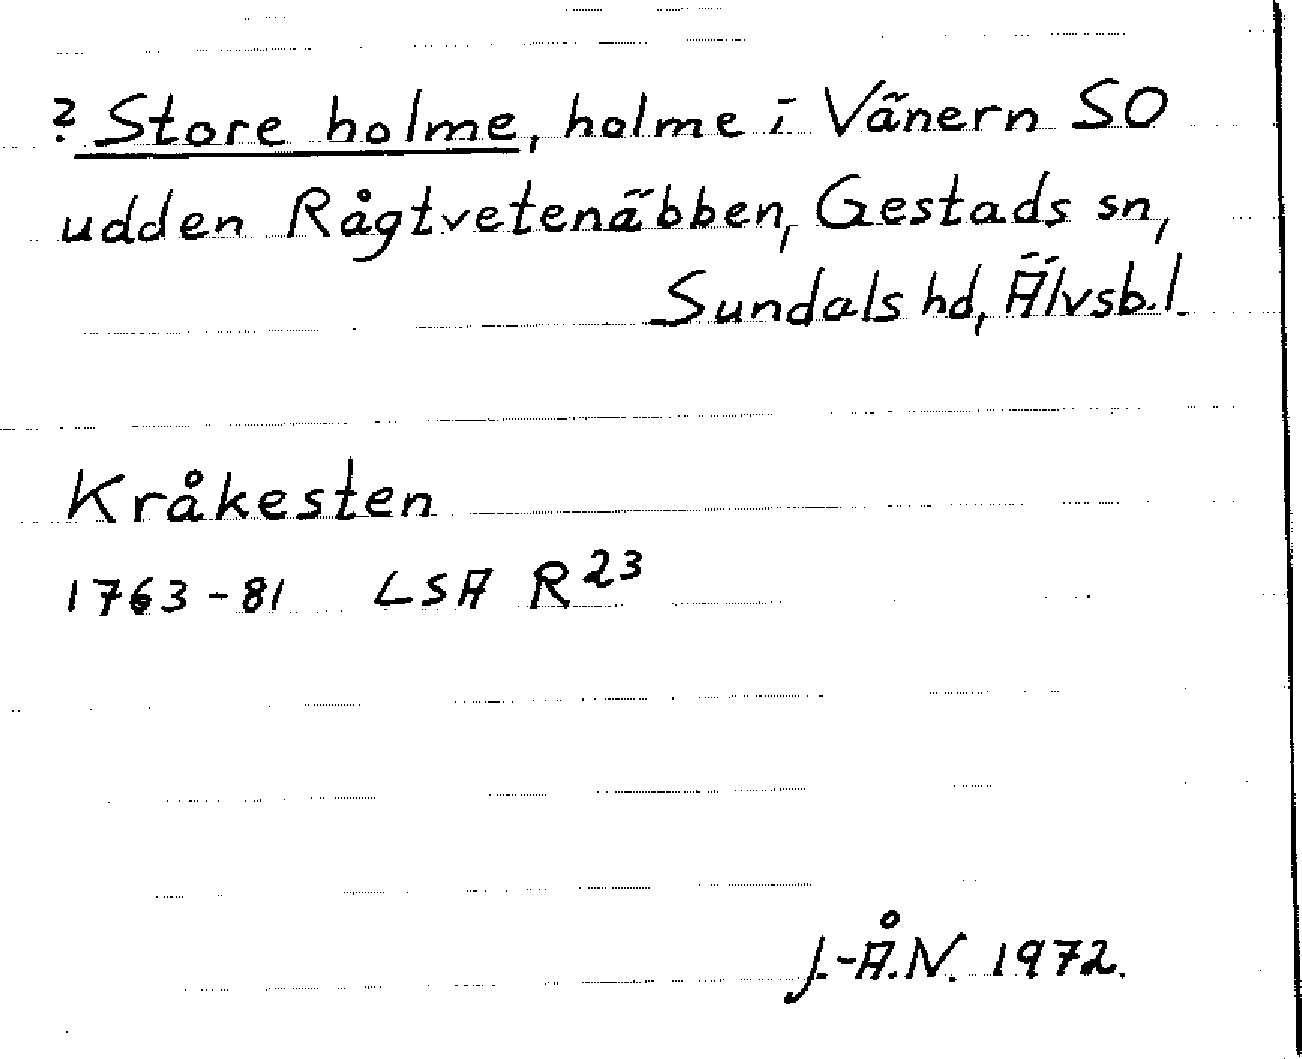 ? Store holme, holme i Vänern SO
udden Rågtvetenäbben, Gestads sn,
Sundals hd, Älvsb.l.
Kråkesten
1763-81 LSA R23
J.-Å.N. 1972.